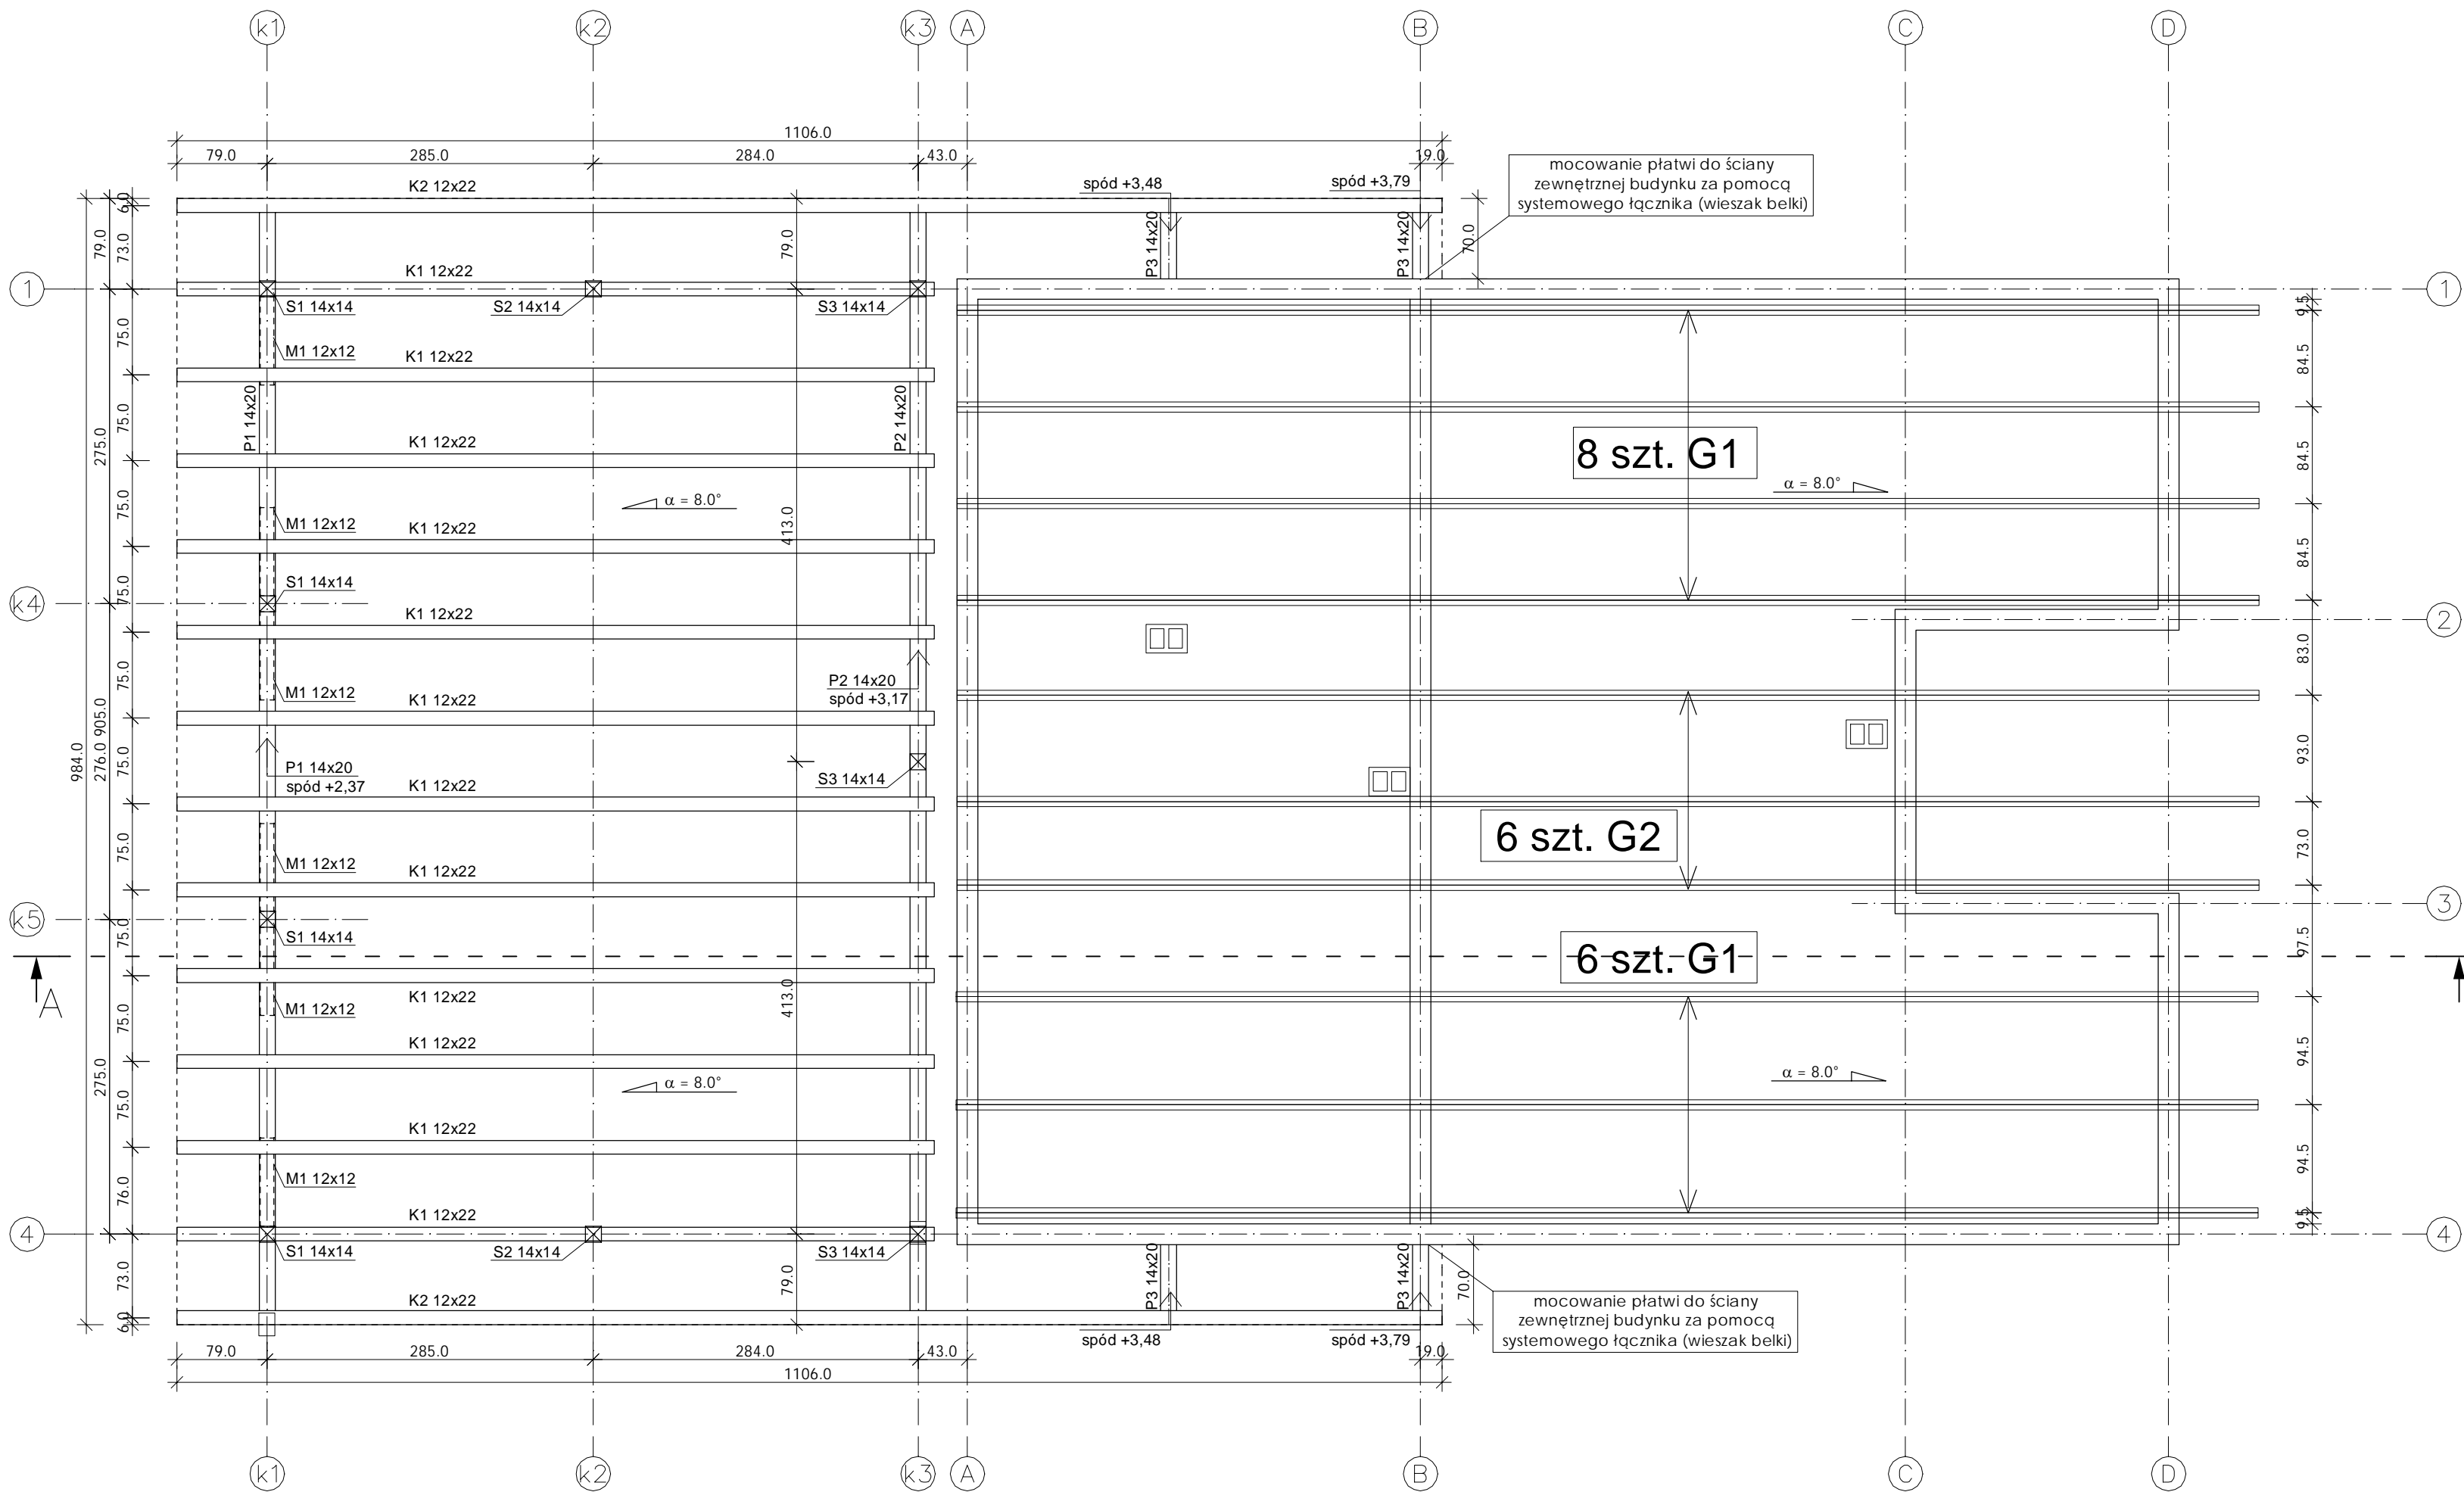 k1 k2 k3 A B C D
1106.0
79.0 285.0 284.0 43.0 19.0
mocowanie płatwi do ściany
zewnętrznej budynku za pomocą
systemowego łącznika (wieszak belki)
spód +3,48
spód +3,79
K2 12x22
6.0
79.0
73.0
79.0
P3 14x20
P3 14x20
70.0
K1 12x22
1
1
S1 14x14
S2 14x14
S3 14x14
9.5
75.0
M1 12x12
K1 12x22
84.5
P1 14x20
P2 14x20
75.0
275.0
K1 12x22
8 szt. G1
84.5
α = 8.0°
α = 8.0°
75.0
M1 12x12
K1 12x22
413.0
84.5
S1 14x14
75.0
k4
K1 12x22
2
83.0
75.0
M1 12x12
P2 14x20
spód +3,17
K1 12x22
984.0
276.0
905.0
75.0
P1 14x20
spód +2,37
K1 12x22
S3 14x14
93.0
6 szt. G2
73.0
75.0
M1 12x12
K1 12x22
k5
3
75.0
S1 14x14
97.5
6 szt. G1
A
K1 12x22
M1 12x12
413.0
75.0
K1 12x22
94.5
275.0
75.0
α = 8.0°
α = 8.0°
K1 12x22
94.5
M1 12x12
76.0
K1 12x22
9.5
4
4
S1 14x14
S2 14x14
S3 14x14
73.0
79.0
P3 14x20
P3 14x20
70.0
K2 12x22
6.0
mocowanie płatwi do ściany
zewnętrznej budynku za pomocą
systemowego łącznika (wieszak belki)
spód +3,48
spód +3,79
79.0 285.0 284.0 43.0 19.0
1106.0
k1 k2 k3 A B C D